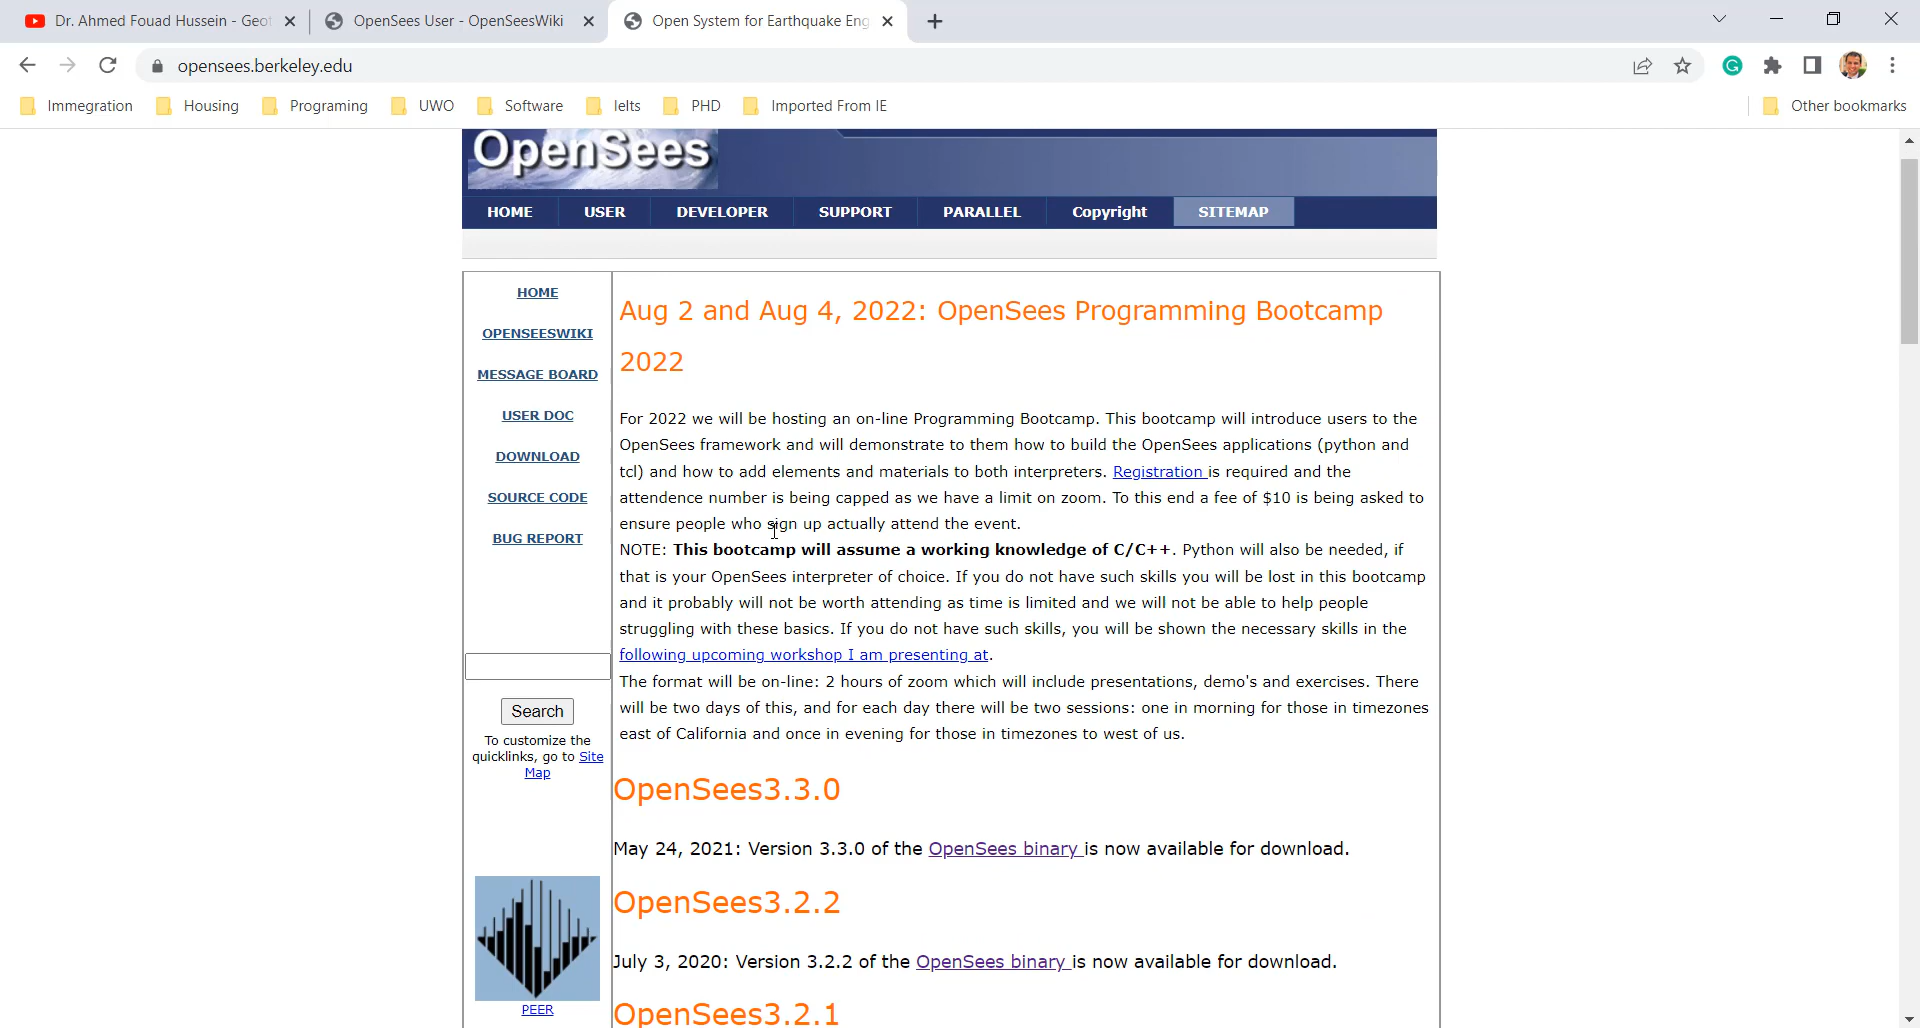 Dr. Ahmed Fouad Hussein - Geot
OpenSees User - OpenSeesWiki
Open System for Earthquake Eng
opensees.berkeley.edu
Immegration
Housing
Programing
UWO
Software
Ielts
PHD
Imported From IE
Other bookmarks
OpenSees
HOME
USER
DEVELOPER
SUPPORT
PARALLEL
Copyright
SITEMAP
HOME
OPENSEESWIKI
MESSAGE BOARD
USER DOC
DOWNLOAD
SOURCE CODE
BUG REPORT
Search
To customize the
quicklinks, go to Site
Map
PEER
Aug 2 and Aug 4, 2022: OpenSees Programming Bootcamp
2022
For 2022 we will be hosting an on-line Programming Bootcamp. This bootcamp will introduce users to the
OpenSees framework and will demonstrate to them how to build the OpenSees applications (python and
tcl) and how to add elements and materials to both interpreters. Registration is required and the
attendence number is being capped as we have a limit on zoom. To this end a fee of $10 is being asked to
ensure people who sign up actually attend the event.
NOTE: This bootcamp will assume a working knowledge of C/C++. Python will also be needed, if
that is your OpenSees interpreter of choice. If you do not have such skills you will be lost in this bootcamp
and it probably will not be worth attending as time is limited and we will not be able to help people
struggling with these basics. If you do not have such skills, you will be shown the necessary skills in the
following upcoming workshop I am presenting at.
The format will be on-line: 2 hours of zoom which will include presentations, demo's and exercises. There
will be two days of this, and for each day there will be two sessions: one in morning for those in timezones
east of California and once in evening for those in timezones to west of us.
OpenSees3.3.0
May 24, 2021: Version 3.3.0 of the OpenSees binary is now available for download.
OpenSees3.2.2
July 3, 2020: Version 3.2.2 of the OpenSees binary is now available for download.
OpenSees3.2.1